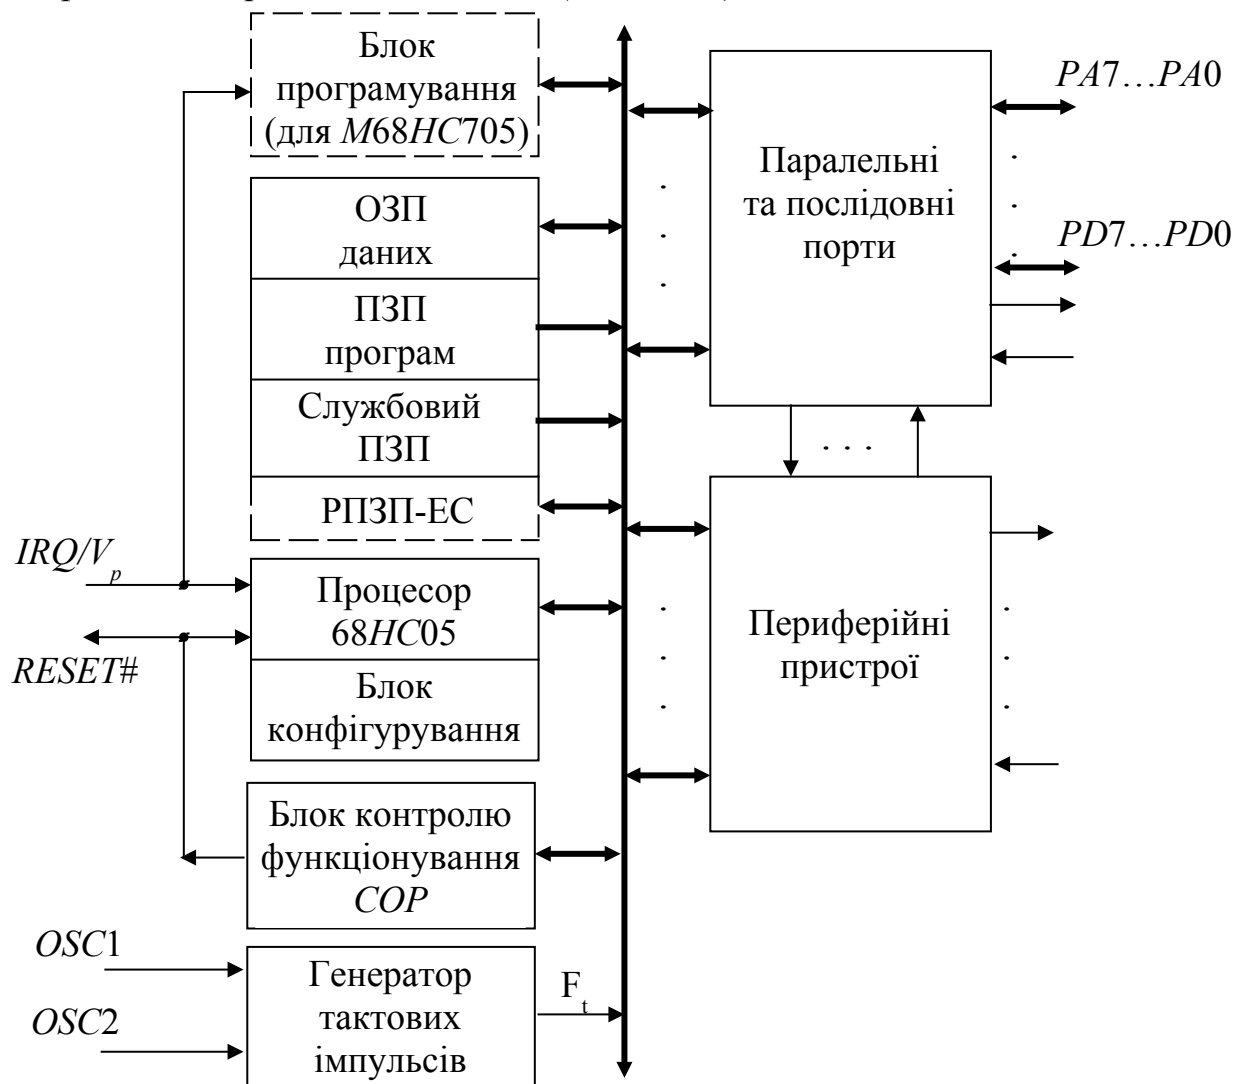 Блок
програмування
(для M68HC705)
ОЗП
даних
ПЗП
програм
Службовий
ПЗП
РПЗП-ЕС
IRQ/Vp
Процесор
68HC05
RESET#
Блок
конфігурування
Блок контролю
функціонування
COP
OSC1
OSC2
Генератор
тактових
імпульсів
Ft
Паралельні
та послідовні
порти
PA7…PA0
PD7…PD0
. . .
Периферійні
пристрої